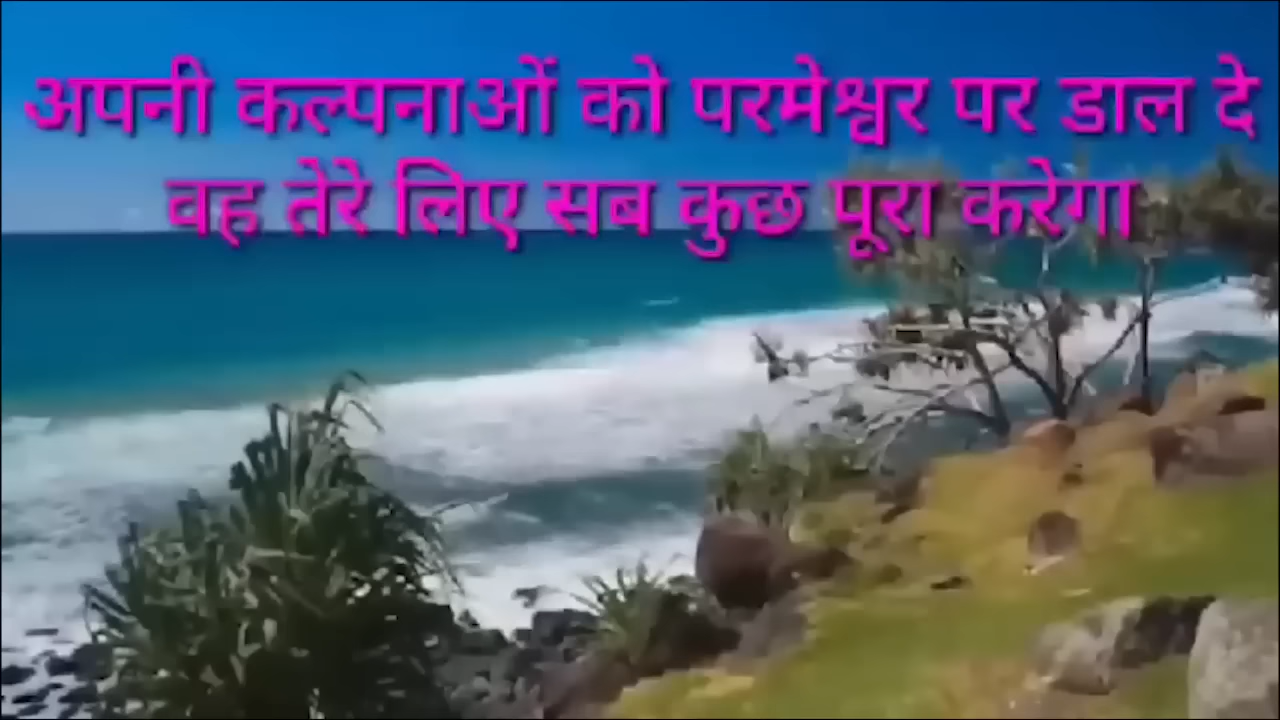 अपनी कल्पनाओं को परमेश्वर पर डाल दे
वह तेरे लिए सब कुछ पूरा करेगा